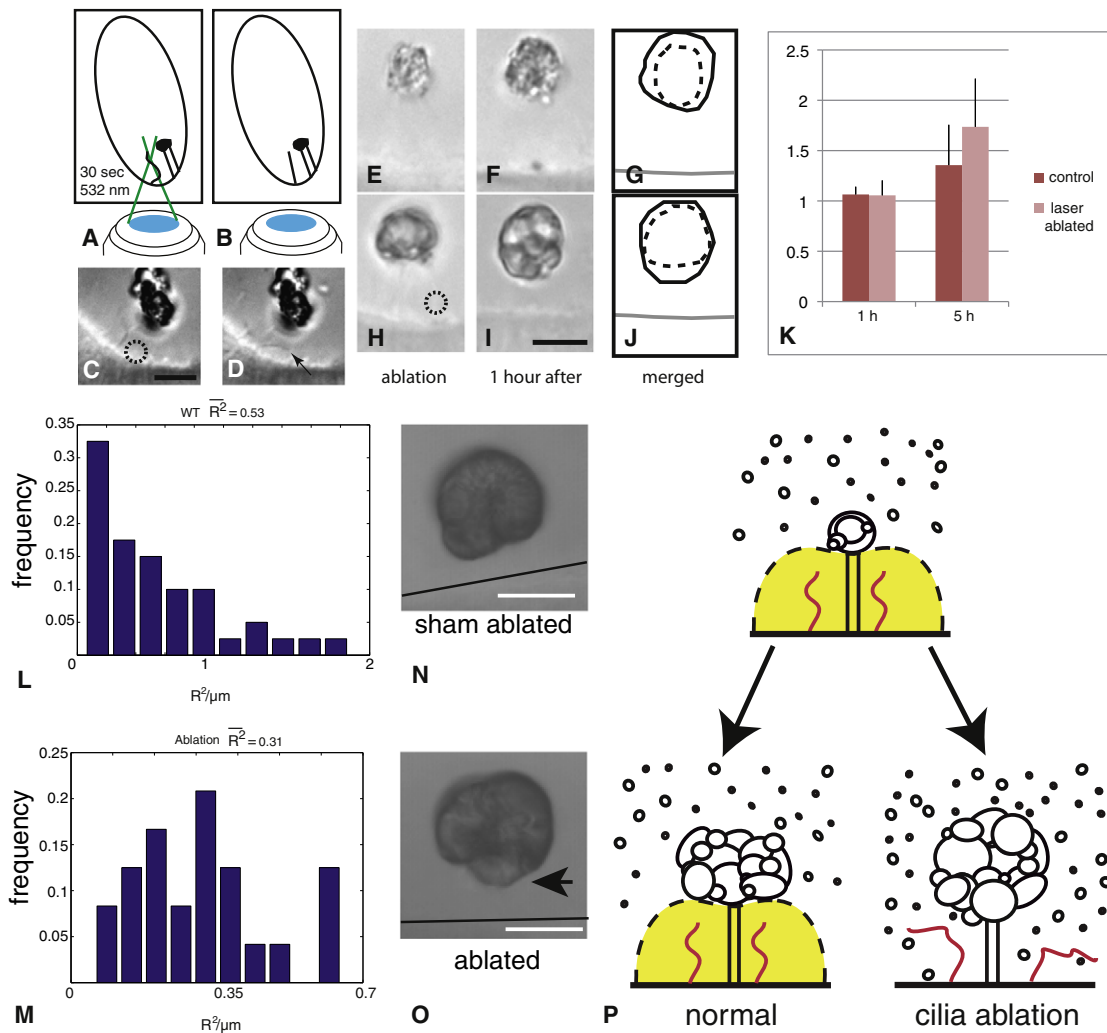 30 sec
532 nm
A
B
C
D
E
F
G
H
I
J
ablation
1 hour after
merged
2.5
2
1.5
1
0.5
0
1 h
5 h
K
control
laser
ablated
WT R² = 0.53
0.35
0.3
0.25
0.2
0.15
0.1
0.05
0
1
2
frequency
R²/µm
L
Ablation R² = 0.31
0.25
0.2
0.15
0.1
0.05
0
0.35
0.7
frequency
R²/µm
M
sham ablated
N
ablated
O
P
normal
cilia ablation